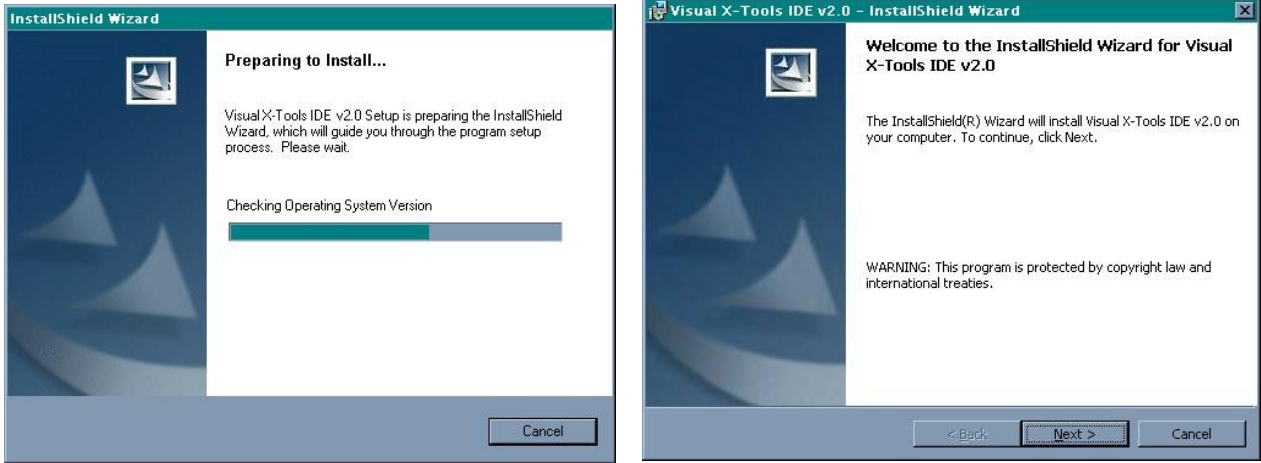 InstallShield Wizard
Preparing to Install...
Visual X-Tools IDE v2.0 Setup is preparing the InstallShield
Wizard, which will guide you through the program setup
process. Please wait.
Checking Operating System Version
Cancel
Visual X-Tools IDE v2.0 - InstallShield Wizard
Welcome to the InstallShield Wizard for Visual
X-Tools IDE v2.0
The InstallShield(R) Wizard will install Visual X-Tools IDE v2.0 on
your computer. To continue, click Next.
WARNING: This program is protected by copyright law and
international treaties.
< Back Next > Cancel